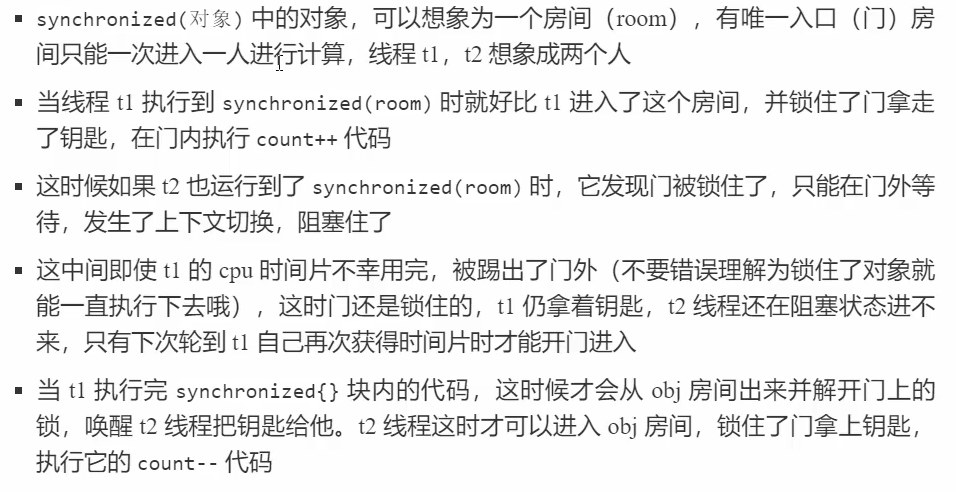 synchronized(对象) 中的对象，可以想象为一个房间（room），有唯一入口（门）房
间只能一次进入一人进行计算，线程 t1，t2 想象成两个人
当线程 t1 执行到 synchronized(room) 时就好比 t1 进入了这个房间，并锁住了门拿走
了钥匙，在门内执行 count++ 代码
这时候如果 t2 也运行到了 synchronized(room) 时，它发现门被锁住了，只能在门外等
待，发生了上下文切换，阻塞住了
这中间即使 t1 的 cpu 时间片不幸用完，被踢出了门外（不要错误理解为锁住了对象就
能一直执行下去哦），这时门还是锁住的，t1 仍拿着钥匙，t2 线程还在阻塞状态进不
来，只有下次轮到 t1 自己再次获得时间片时才能开门进入
当 t1 执行完 synchronized{} 块内的代码，这时候才会从 obj 房间出来并解开门上的
锁，唤醒 t2 线程把钥匙给他。t2 线程这时才可以进入 obj 房间，锁住了门拿上钥匙，
执行它的 count-- 代码